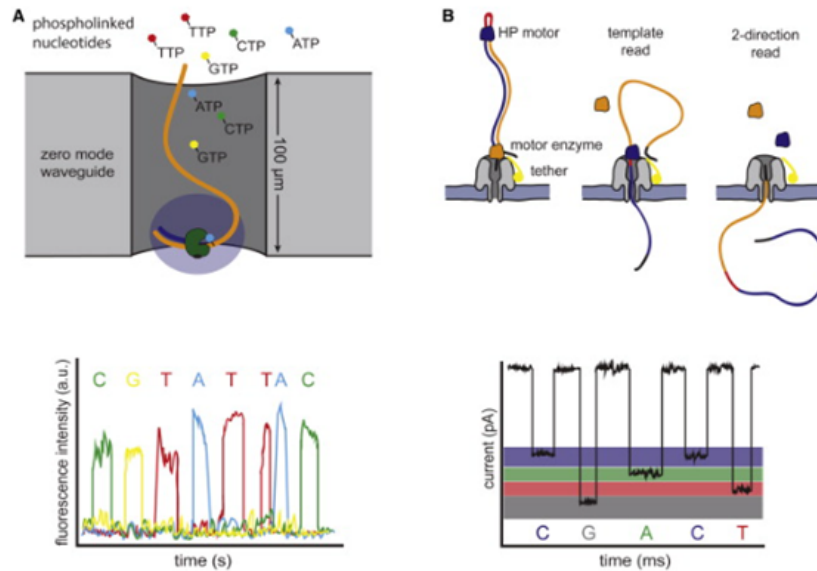 A
phospholinked
nucleotides
TTP
TTP
CTP
ATP
GTP
ATP
CTP
GTP
zero mode
waveguide
100 µm
fluorescence intensity (a.u.)
C G T A T T A C
time (s)
B
HP motor
template
read
2-direction
read
motor enzyme
tether
current (pA)
C G A C T
time (ms)